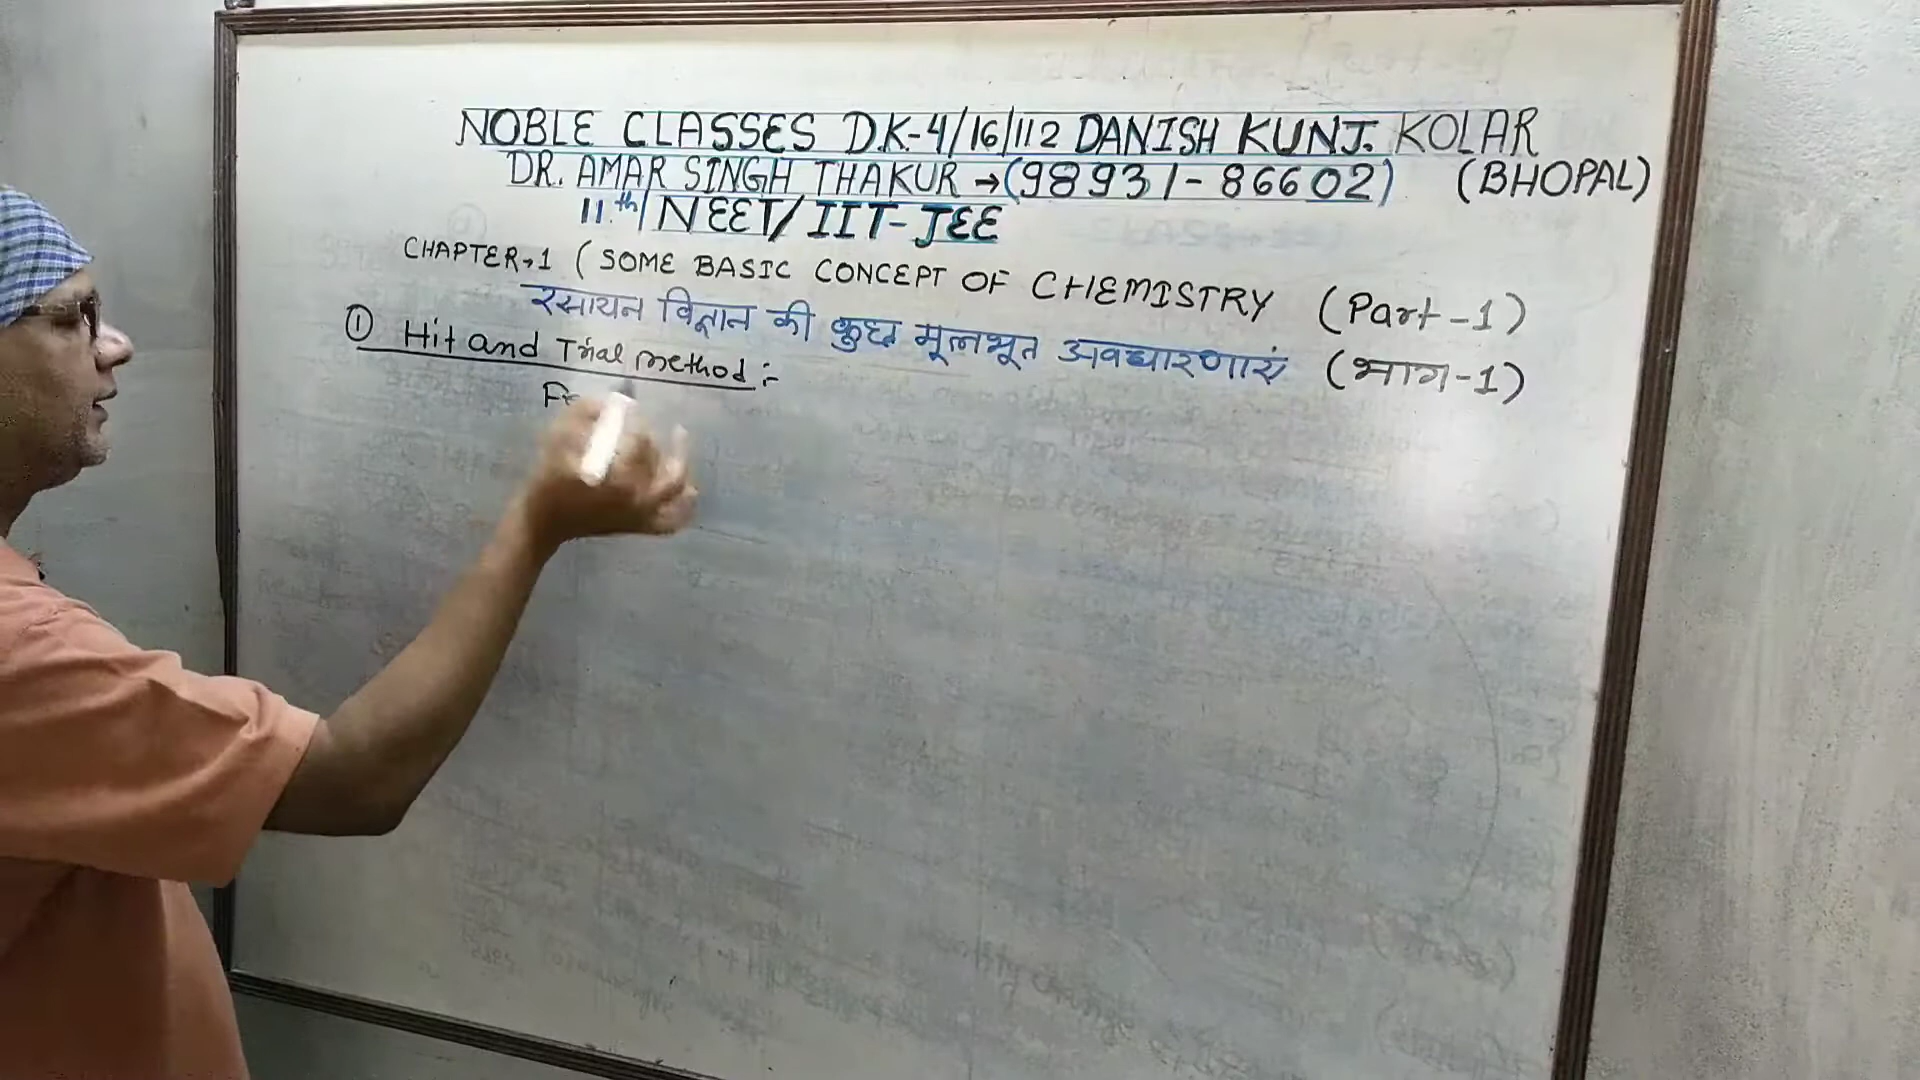 NOBLE CLASSES D.K-4/16/112 DANISH KUNJ. KOLAR
DR. AMAR SINGH THAKUR → (98931-86602) (BHOPAL)
11th/ NEET/ IIT-JEE
CHAPTER→1 (SOME BASIC CONCEPT OF CHEMISTRY (Part-1)
रसायन विज्ञान की कुछ मूलभूत अवधारणाएं (भाग-1)
① Hit and Trial method:-
Fe